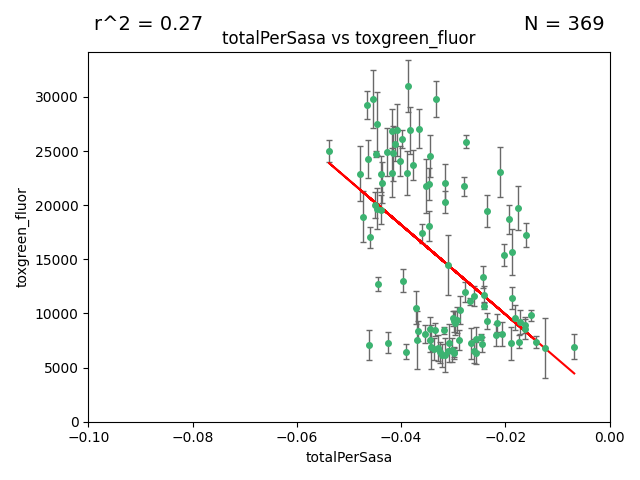 r^2 = 0.27
N = 369
totalPerSasa vs toxgreen_fluor
30000
25000
20000
15000
10000
5000
0
toxgreen_fluor
−0.10
−0.08
−0.06
−0.04
−0.02
0.00
totalPerSasa